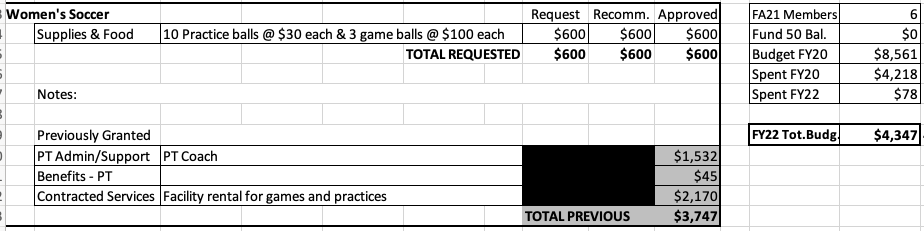 Women's Soccer Request Recomm. Approved FA21 Members 6
Supplies & Food 10 Practice balls @ $30 each & 3 game balls @ $100 each $600 $600 $600 Fund 50 Bal. $0
TOTAL REQUESTED $600 $600 $600 Budget FY20 $8,561
Spent FY20 $4,218
Notes: Spent FY22 $78
Previously Granted FY22 Tot.Budg. $4,347
PT Admin/Support PT Coach $1,532
Benefits - PT $45
Contracted Services Facility rental for games and practices $2,170
TOTAL PREVIOUS $3,747